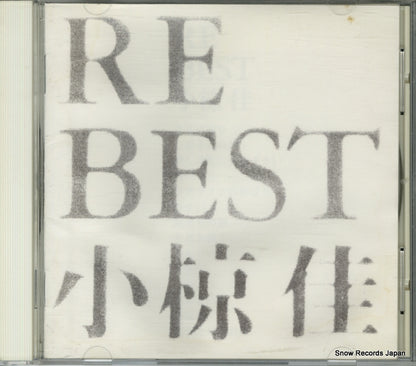 RE
BEST
小椋 佳
Snow Records Japan